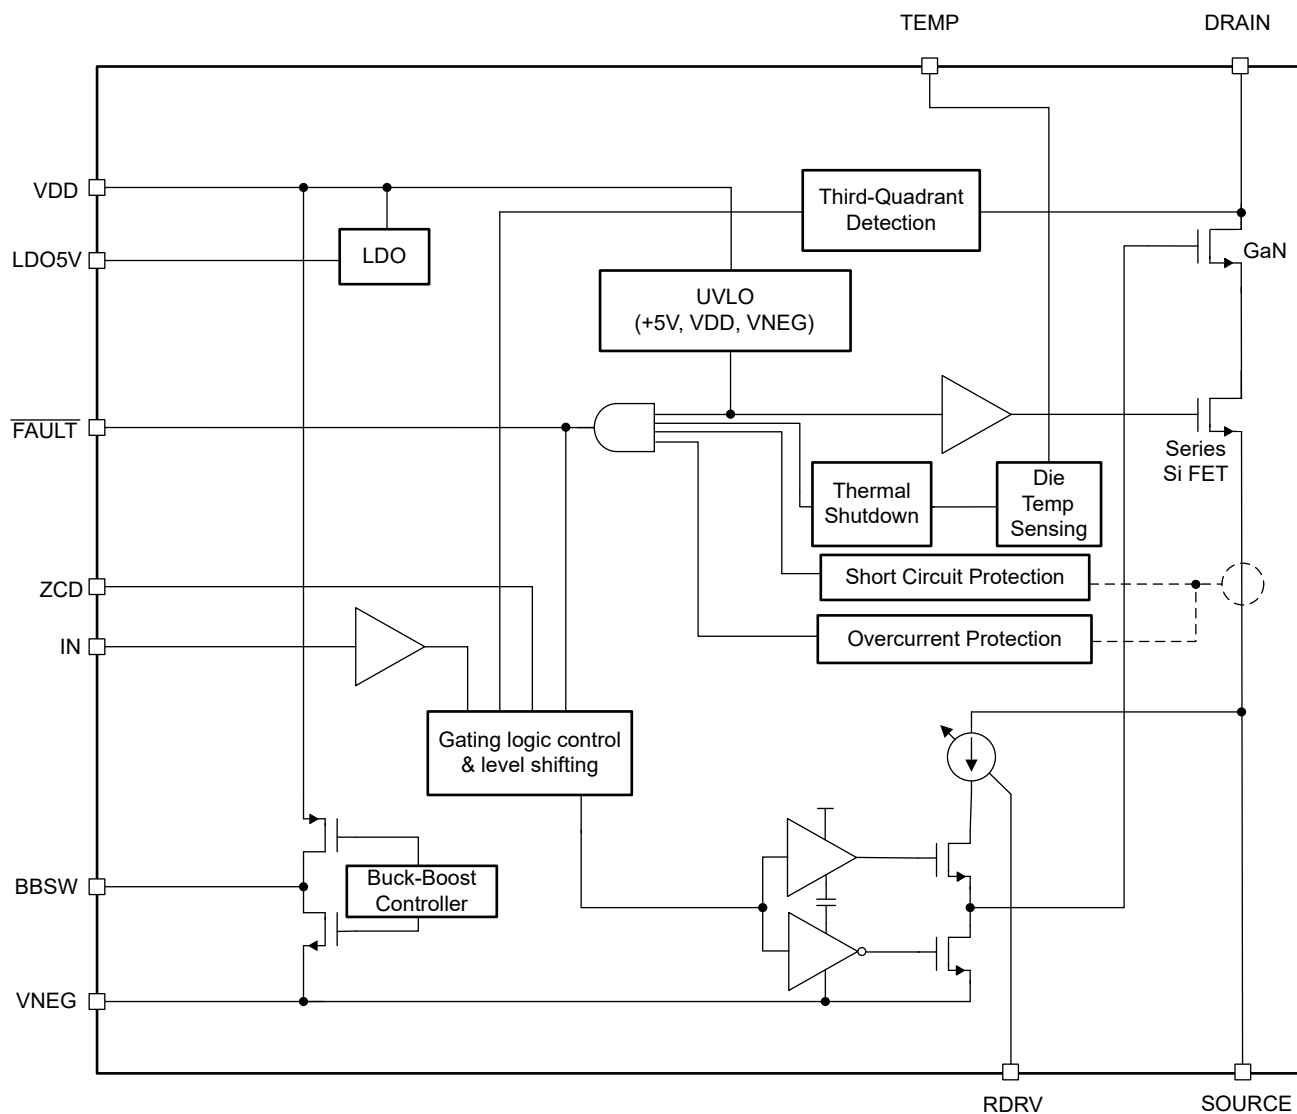 TEMP
DRAIN
VDD
Third-Quadrant
Detection
LDO5V
LDO
GaN
UVLO
(+5V, VDD, VNEG)
FAULT
Series
Si FET
Thermal
Shutdown
Die
Temp
Sensing
Short Circuit Protection
ZCD
Overcurrent Protection
IN
Gating logic control
& level shifting
Buck-Boost
Controller
BBSW
VNEG
RDRV
SOURCE